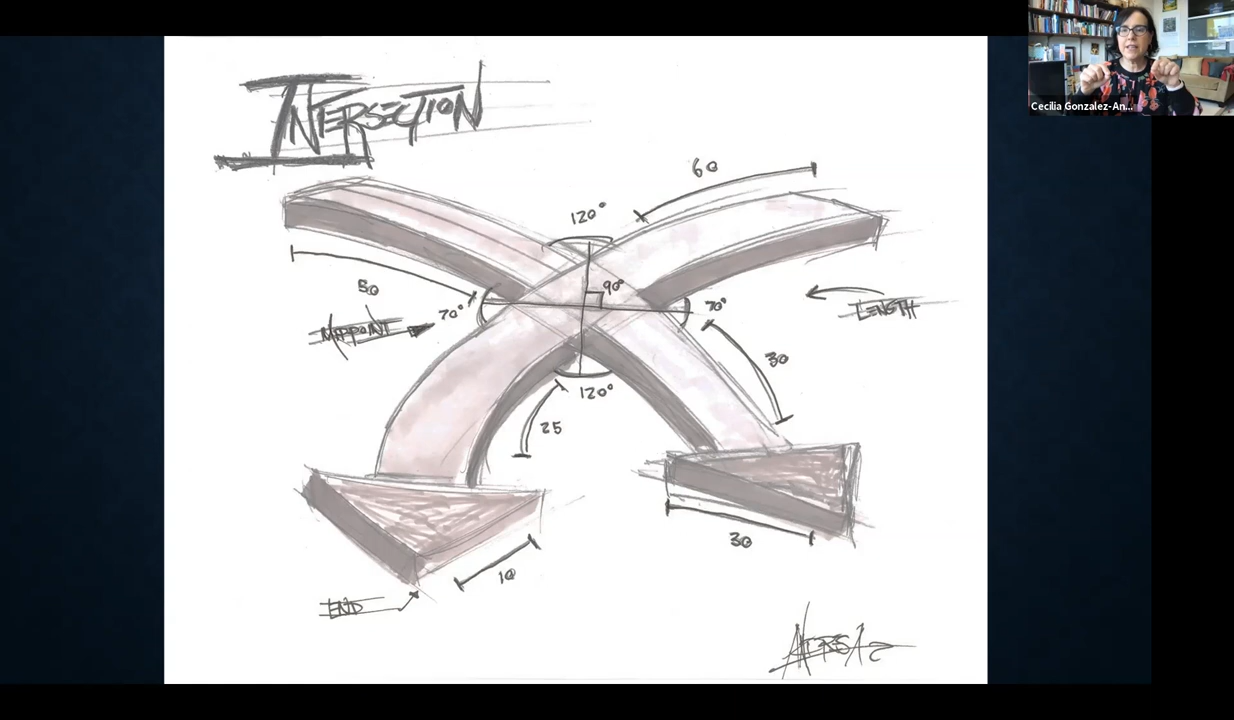 Cecilia Gonzalez-An...
INTERSECTION
60
120°
50
90°
70°
70°
MIDPOINT
LENGTH
30
120°
25
30
10
END